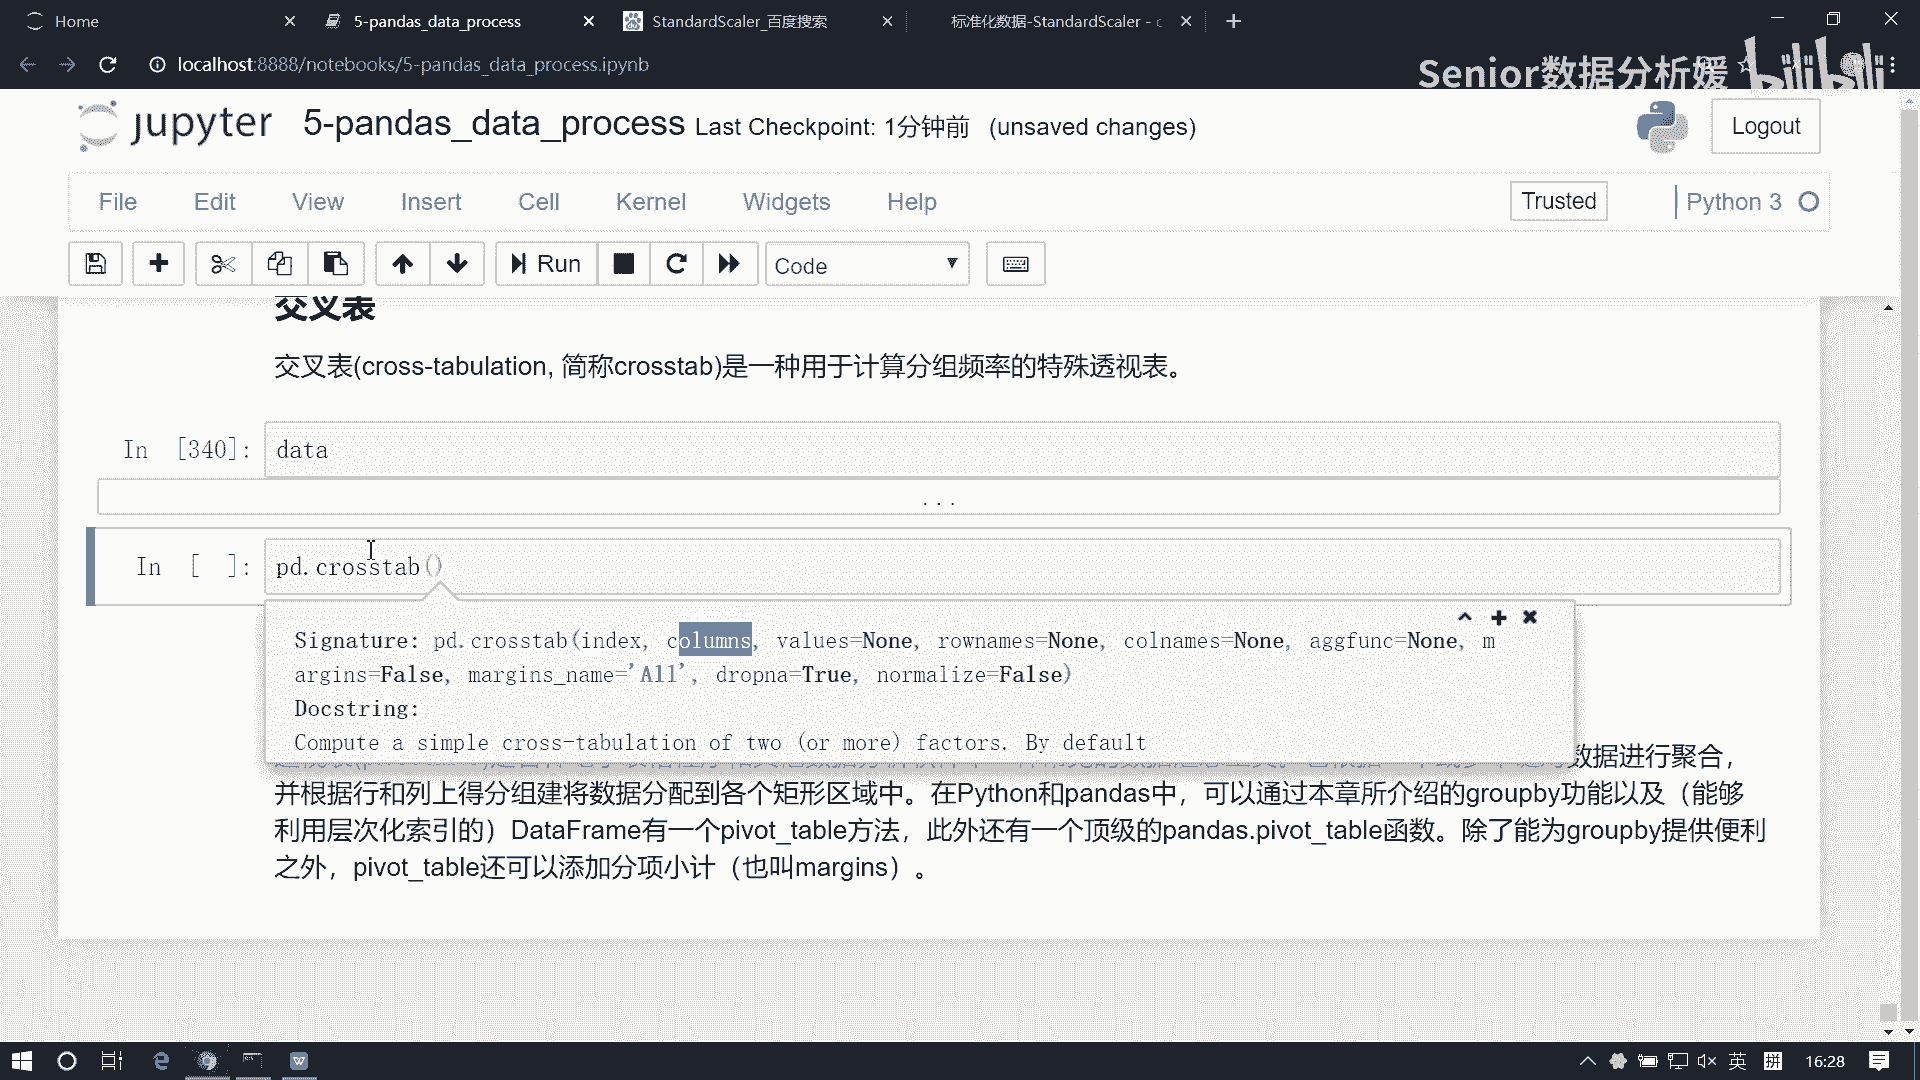 Home
5-pandas_data_process
StandardScaler_百度搜索
标准化数据-StandardScaler - c
localhost:8888/notebooks/5-pandas_data_process.ipynb
Senior数据分析媛
bilibili
jupyter
5-pandas_data_process Last Checkpoint: 1分钟前 (unsaved changes)
Logout
File Edit View Insert Cell Kernel Widgets Help
Trusted
Python 3
Run
Code
交叉表
交叉表(cross-tabulation, 简称crosstab)是一种用于计算分组频率的特殊透视表。
In [340]: data
...
In [ ]: pd.crosstab()
Signature: pd.crosstab(index, columns, values=None, rownames=None, colnames=None, aggfunc=None, m
argins=False, margins_name='All', dropna=True, normalize=False)
Docstring:
Compute a simple cross-tabulation of two (or more) factors. By default
数据进行聚合，
并根据行和列上得分组建将数据分配到各个矩形区域中。在Python和pandas中，可以通过本章所介绍的groupby功能以及（能够
利用层次化索引的）DataFrame有一个pivot_table方法，此外还有一个顶级的pandas.pivot_table函数。除了能为groupby提供便利
之外，pivot_table还可以添加分项小计（也叫margins）。
英
拼
16:28